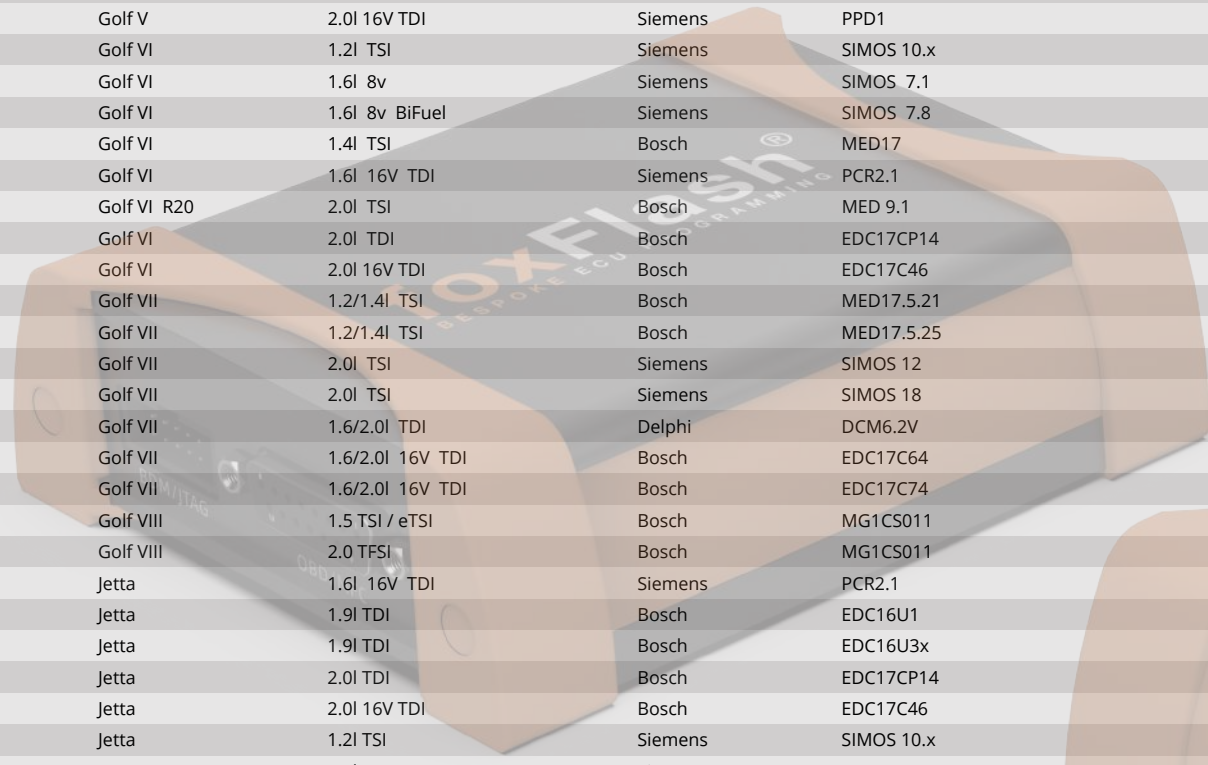 Golf V 2.0l 16V TDI Siemens PPD1
Golf VI 1.2l TSI Siemens SIMOS 10.x
Golf VI 1.6l 8v Siemens SIMOS 7.1
Golf VI 1.6l 8v BiFuel Siemens SIMOS 7.8
Golf VI 1.4l TSI Bosch MED17
Golf VI 1.6l 16V TDI Siemens PCR2.1
Golf VI R20 2.0l TSI Bosch MED 9.1
Golf VI 2.0l TDI Bosch EDC17CP14
Golf VI 2.0l 16V TDI Bosch EDC17C46
Golf VII 1.2/1.4l TSI Bosch MED17.5.21
Golf VII 1.2/1.4l TSI Bosch MED17.5.25
Golf VII 2.0l TSI Siemens SIMOS 12
Golf VII 2.0l TSI Siemens SIMOS 18
Golf VII 1.6/2.0l TDI Delphi DCM6.2V
Golf VII 1.6/2.0l 16V TDI Bosch EDC17C64
Golf VII 1.6/2.0l 16V TDI Bosch EDC17C74
Golf VIII 1.5 TSI / eTSI Bosch MG1CS011
Golf VIII 2.0 TFSI Bosch MG1CS011
Jetta 1.6l 16V TDI Siemens PCR2.1
Jetta 1.9l TDI Bosch EDC16U1
Jetta 1.9l TDI Bosch EDC16U3x
Jetta 2.0l TDI Bosch EDC17CP14
Jetta 2.0l 16V TDI Bosch EDC17C46
Jetta 1.2l TSI Siemens SIMOS 10.x
foxFlash®
BESPOKE ECU PROGRAMMING